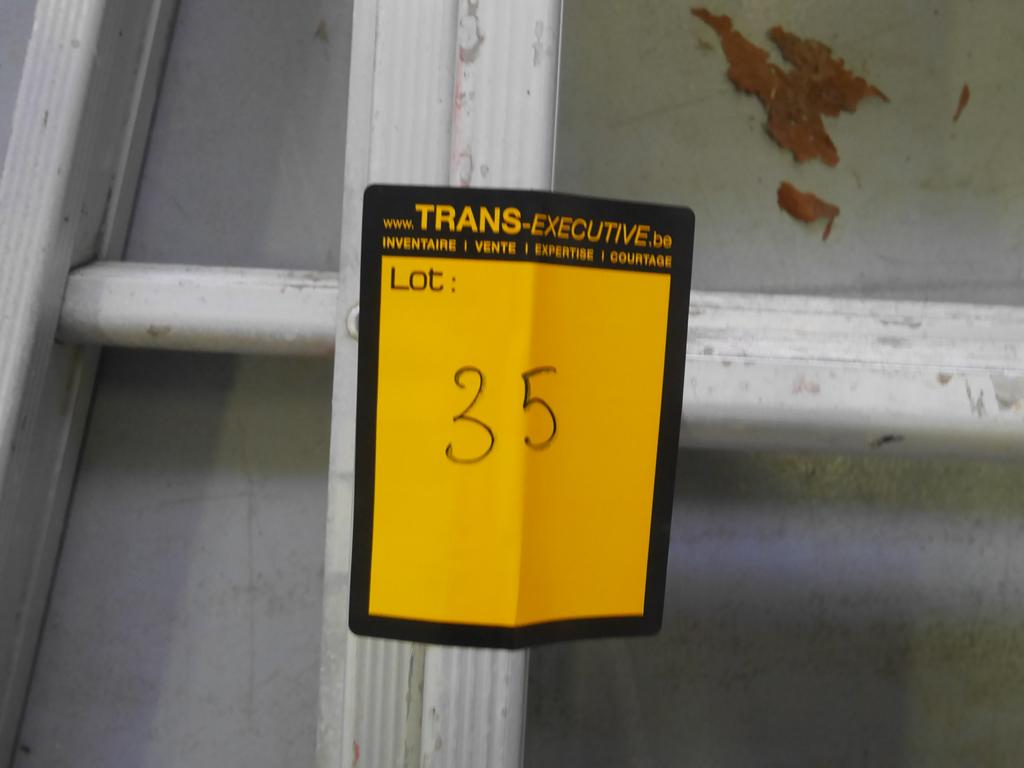 www.TRANS-EXECUTIVE.be
INVENTAIRE | VENTE | EXPERTISE | COURTAGE
Lot:
35